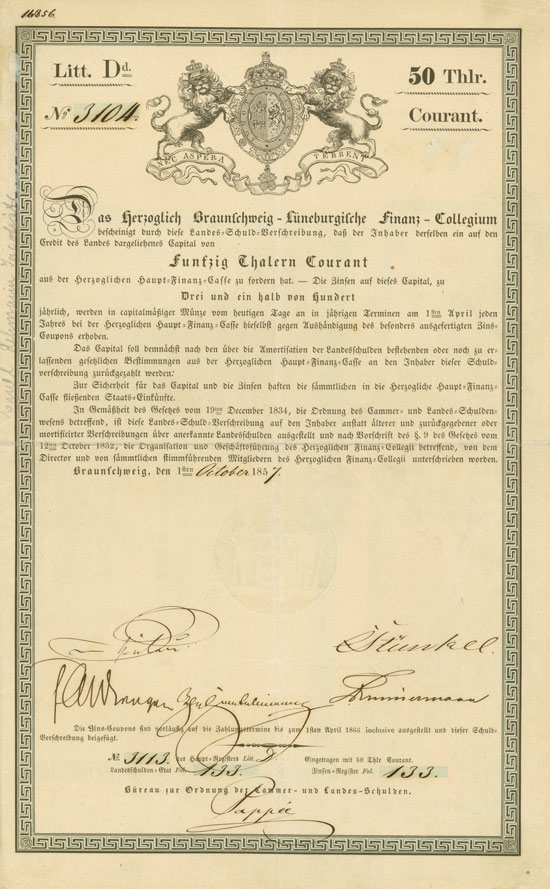 16856
Litt. Dd.
50 Thlr.
№ 3104.
Courant.
NEC ASPERA TERRENT
Das Herzoglich Braunschweig-Lüneburgische Finanz-Collegium
bescheinigt durch diese Landes-Schuld-Verschreibung, daß der Inhaber derselben ein auf den
Credit des Landes dargeliehenes Capital von
Funfzig Thalern Courant
aus der Herzoglichen Haupt-Finanz-Casse zu fordern hat. — Die Zinsen auf dieses Capital, zu
Drei und ein halb von Hundert
jährlich, werden in capitalmäßiger Münze vom heutigen Tage an in jährigen Terminen am 1sten April jeden
Jahres bei der Herzoglichen Haupt-Finanz-Casse hieselbst gegen Aushändigung des besonders ausgefertigten Zins-
Coupons erhoben.
Das Capital soll demnächst nach den über die Amortisation der Landesschulden bestehenden oder noch zu er-
lassenden gesetzlichen Bestimmungen aus der Herzoglichen Haupt-Finanz-Casse an den Inhaber dieser Schuld-
verschreibung zurückgezahlt werden.
Zur Sicherheit für das Capital und die Zinsen haften die sämmtlichen in die Herzogliche Haupt-Finanz-
Casse fließenden Staats-Einkünfte.
In Gemäßheit des Gesetzes vom 19ten December 1834, die Ordnung des Cammer- und Landes-Schulden-
wesens betreffend, ist diese Landes-Schuld-Verschreibung auf den Inhaber anstatt älterer und zurückgegebener oder
mortificirter Verschreibungen über anerkannte Landesschulden ausgestellt und nach Vorschrift des §. 9 des Gesetzes vom
12ten October 1832, die Organisation und Geschäftsführung des Herzoglichen Finanz-Collegii betreffend, von dem
Director und von sämmtlichen stimmführenden Mitgliedern des Herzoglichen Finanz-Collegii unterschrieben worden.
Braunschweig, den 1sten October 1857.
Stünkel.
Die Zins-Coupons sind vorläufig auf die Zahlungstermine bis zum 1sten April 1866 inclusive ausgestellt und dieser Schuld-
Verschreibung beigefügt.
№ 3113. des Haupt-Registers Litt. D. Eingetragen mit 50 Thlr Courant.
Landesschulden-Etat Fol. 133. Zinsen-Register Fol. 133.
Büreau zur Ordnung der Cammer- und Landes-Schulden.
Pappée